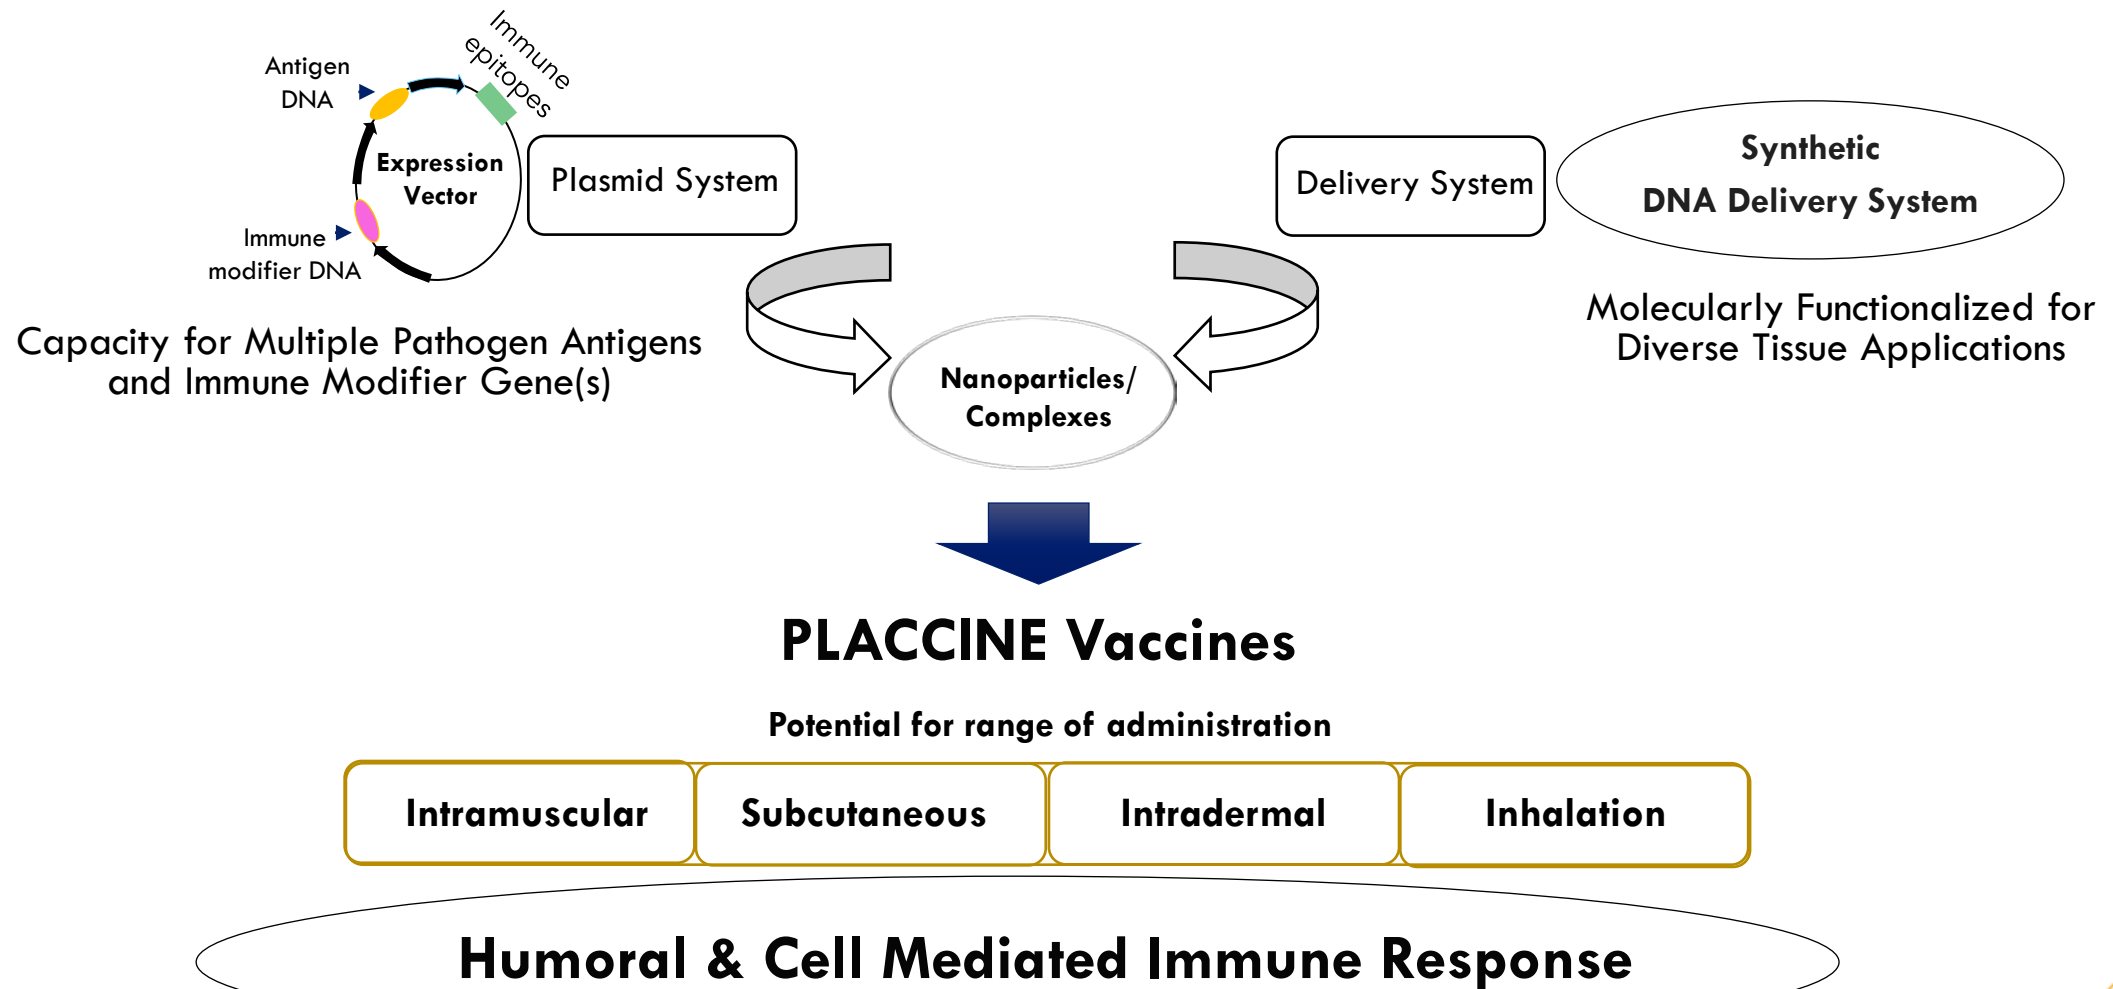 Immune
epitopes
Antigen
DNA
Expression
Vector
Immune
modifier DNA
Plasmid System
Capacity for Multiple Pathogen Antigens
and Immune Modifier Gene(s)
Delivery System
Synthetic
DNA Delivery System
Molecularly Functionalized for
Diverse Tissue Applications
Nanoparticles/
Complexes
PLACCINE Vaccines
Potential for range of administration
Intramuscular
Subcutaneous
Intradermal
Inhalation
Humoral & Cell Mediated Immune Response